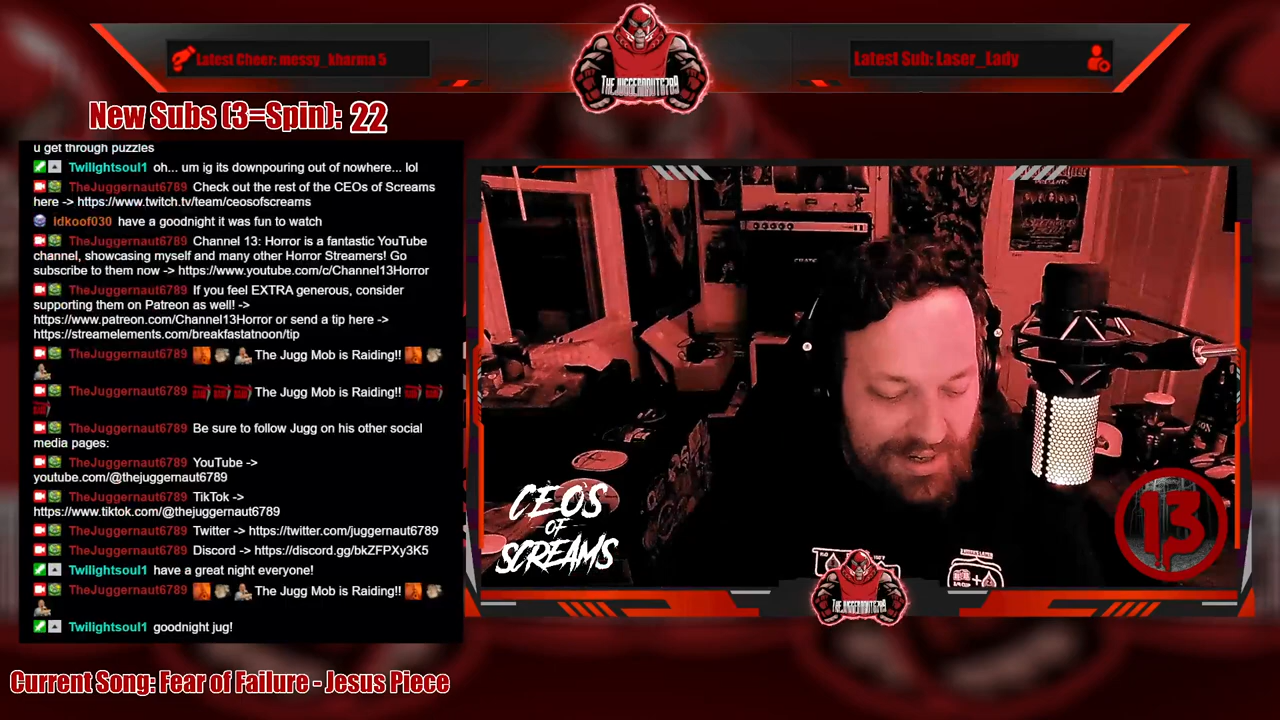 Latest Cheer: messy_kharma 5
THEJUGGERNAUT6789
Latest Sub: Laser_Lady
New Subs (3=Spin): 22
u get through puzzles
Twilightsoul1 oh... um ig its downpouring out of nowhere... lol
TheJuggernaut6789 Check out the rest of the CEOs of Screams
here -> https://www.twitch.tv/team/ceosofscreams
idkoof030 have a goodnight it was fun to watch
TheJuggernaut6789 Channel 13: Horror is a fantastic YouTube
channel, showcasing myself and many other Horror Streamers! Go
subscribe to them now -> https://www.youtube.com/c/Channel13Horror
TheJuggernaut6789 If you feel EXTRA generous, consider
supporting them on Patreon as well! ->
https://www.patreon.com/Channel13Horror or send a tip here ->
https://streamelements.com/breakfastatnoon/tip
TheJuggernaut6789 The Jugg Mob is Raiding!!
TheJuggernaut6789 The Jugg Mob is Raiding!!
TheJuggernaut6789 Be sure to follow Jugg on his other social
media pages:
TheJuggernaut6789 YouTube ->
youtube.com/@thejuggernaut6789
TheJuggernaut6789 TikTok ->
https://www.tiktok.com/@thejuggernaut6789
TheJuggernaut6789 Twitter -> https://twitter.com/juggernaut6789
TheJuggernaut6789 Discord -> https://discord.gg/bkZFPXy3K5
Twilightsoul1 have a great night everyone!
TheJuggernaut6789 The Jugg Mob is Raiding!!
Twilightsoul1 goodnight jug!
CEOS
OF
SCREAMS
13
THEJUGGERNAUT6789
Current Song: Fear of Failure - Jesus Piece